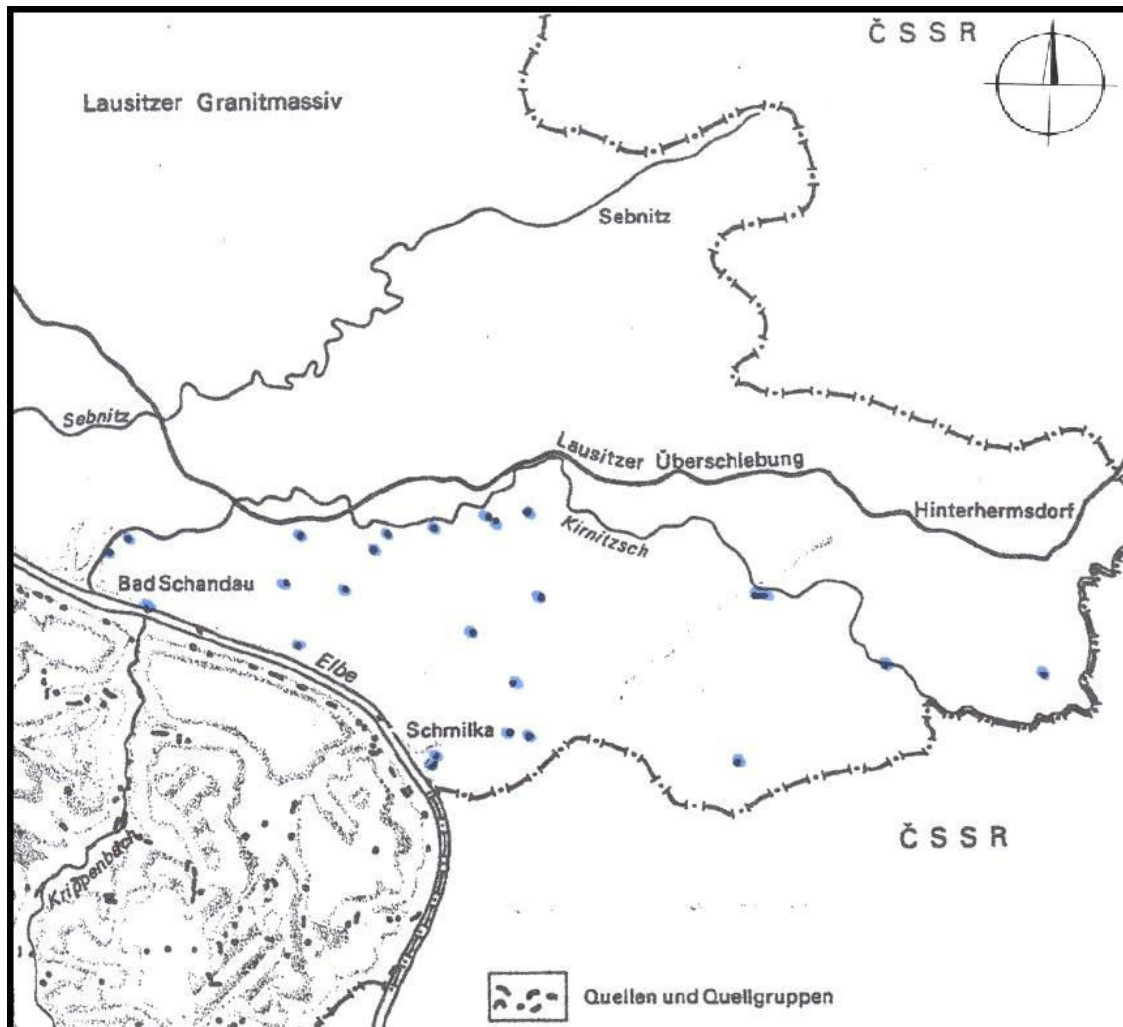 ČSSR
Lausitzer Granitmassiv
Sebnitz
Sebnitz
Lausitzer Überschiebung
Hinterhermsdorf
Kirnitzsch
Bad Schandau
Elbe
Schmilka
ČSSR
Krippenbach
Quellen und Quellgruppen